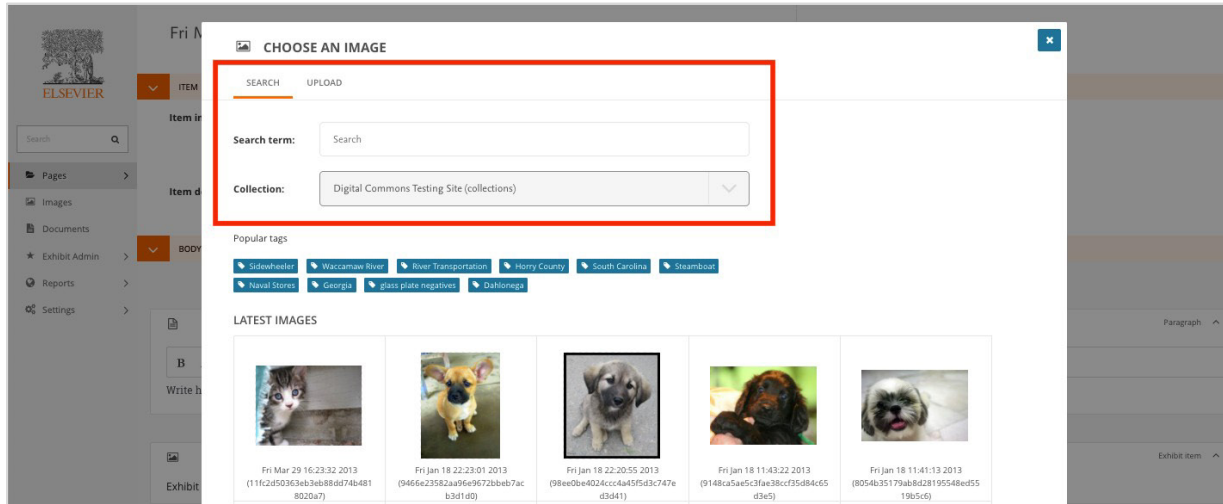 Fri M
CHOOSE AN IMAGE
SEARCH UPLOAD
ELSEVIER
ITEM
Item in
Search
Search term: Search
Pages
Images
Item d
Collection: Digital Commons Testing Site (collections)
Documents
Popular tags
Exhibit Admin
BODY
Sidewheeler Waccamaw River River Transportation Horry County South Carolina Steamboat
Reports
Naval Stores Georgia glass plate negatives Dahlonega
Settings
LATEST IMAGES
Paragraph
B
Write h
Exhibit item
Fri Mar 29 16:23:32 2013
(11fc2d50363eb3eb88dd74b481
8020a7)
Fri Jan 18 22:23:01 2013
(9466e23582aa96e9672bbeb7ac
b3d1d0)
Fri Jan 18 22:20:55 2013
(98ee0be4024ccc4a45f5d3c747e
d3d41)
Fri Jan 18 11:43:22 2013
(9148ca5ae5c3fae38ccf35d84c65
d3e5)
Fri Jan 18 11:41:13 2013
(8054b35179ab8d28195548ed55
19b5c6)
Exhibit